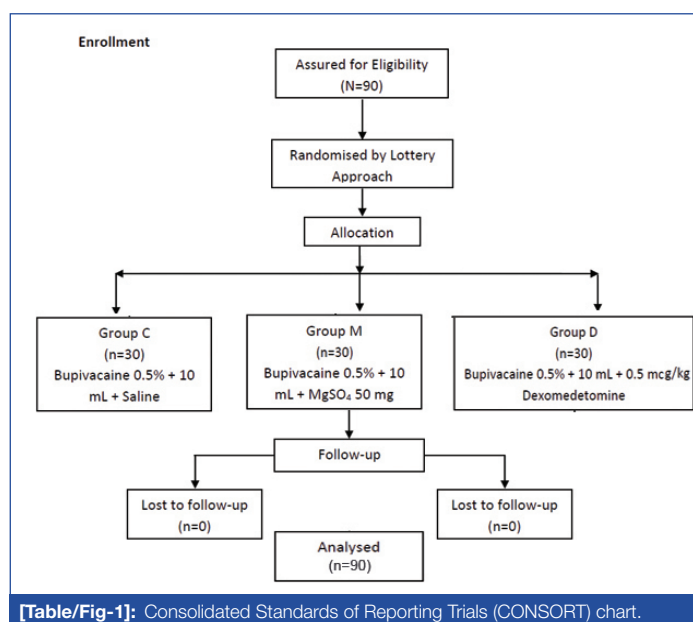 Enrollment
Assured for Eligibility
(N=90)
Randomised by Lottery
Approach
Allocation
Group C
(n=30)
Bupivacaine 0.5% + 10
mL + Saline
Group M
(n=30)
Bupivacaine 0.5% + 10
mL + MgSO₄ 50 mg
Group D
(n=30)
Bupivacaine 0.5% + 10 mL + 0.5 mcg/kg
Dexomedetomine
Follow-up
Lost to follow-up
(n=0)
Lost to follow-up
(n=0)
Analysed
(n=90)
[Table/Fig-1]: Consolidated Standards of Reporting Trials (CONSORT) chart.